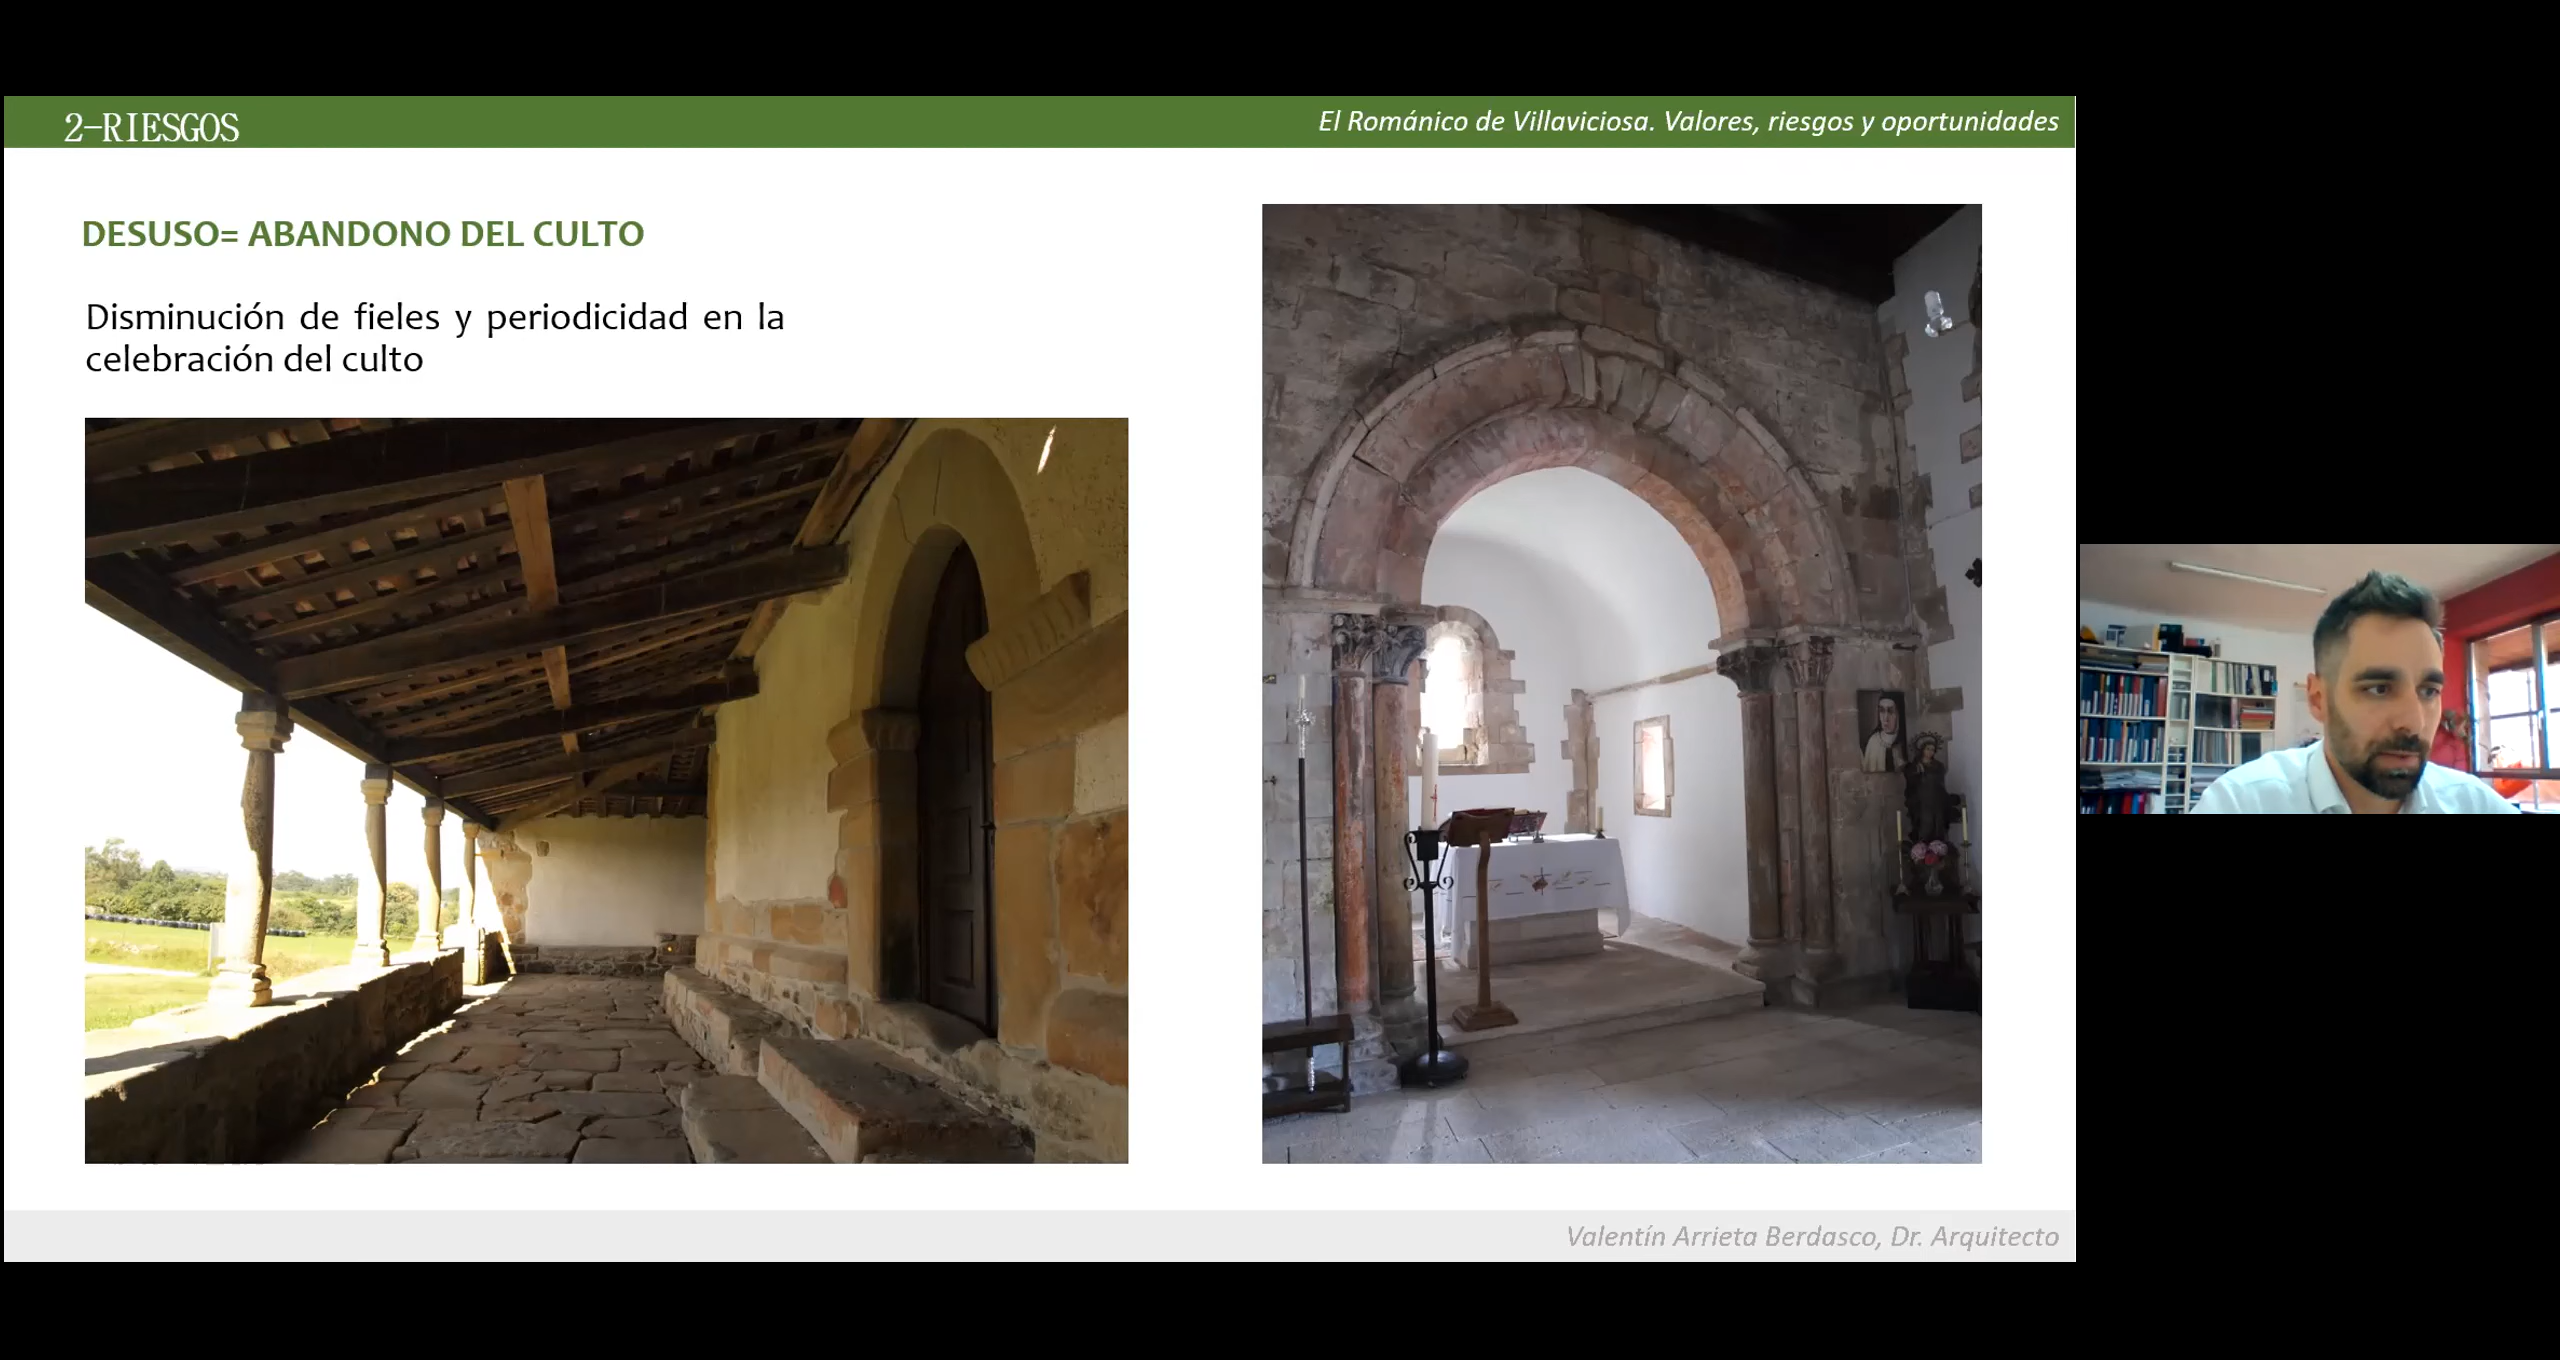 2-RIESGOS
El Románico de Villaviciosa. Valores, riesgos y oportunidades
DESUSO= ABANDONO DEL CULTO
Disminución de fieles y periodicidad en la
celebración del culto
Valentín Arrieta Berdasco, Dr. Arquitecto